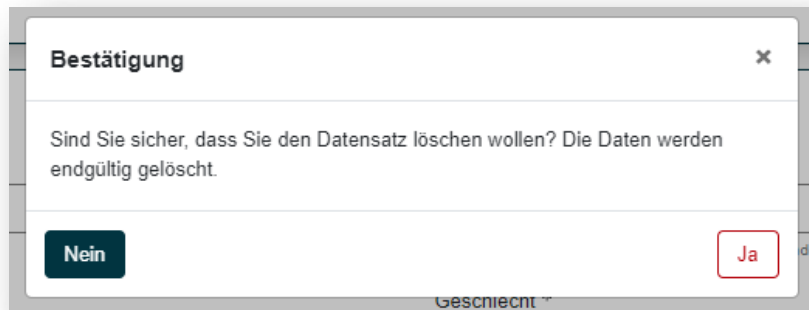 Bestätigung ×
Sind Sie sicher, dass Sie den Datensatz löschen wollen? Die Daten werden
endgültig gelöscht.
Nein Ja
Geschlecht *